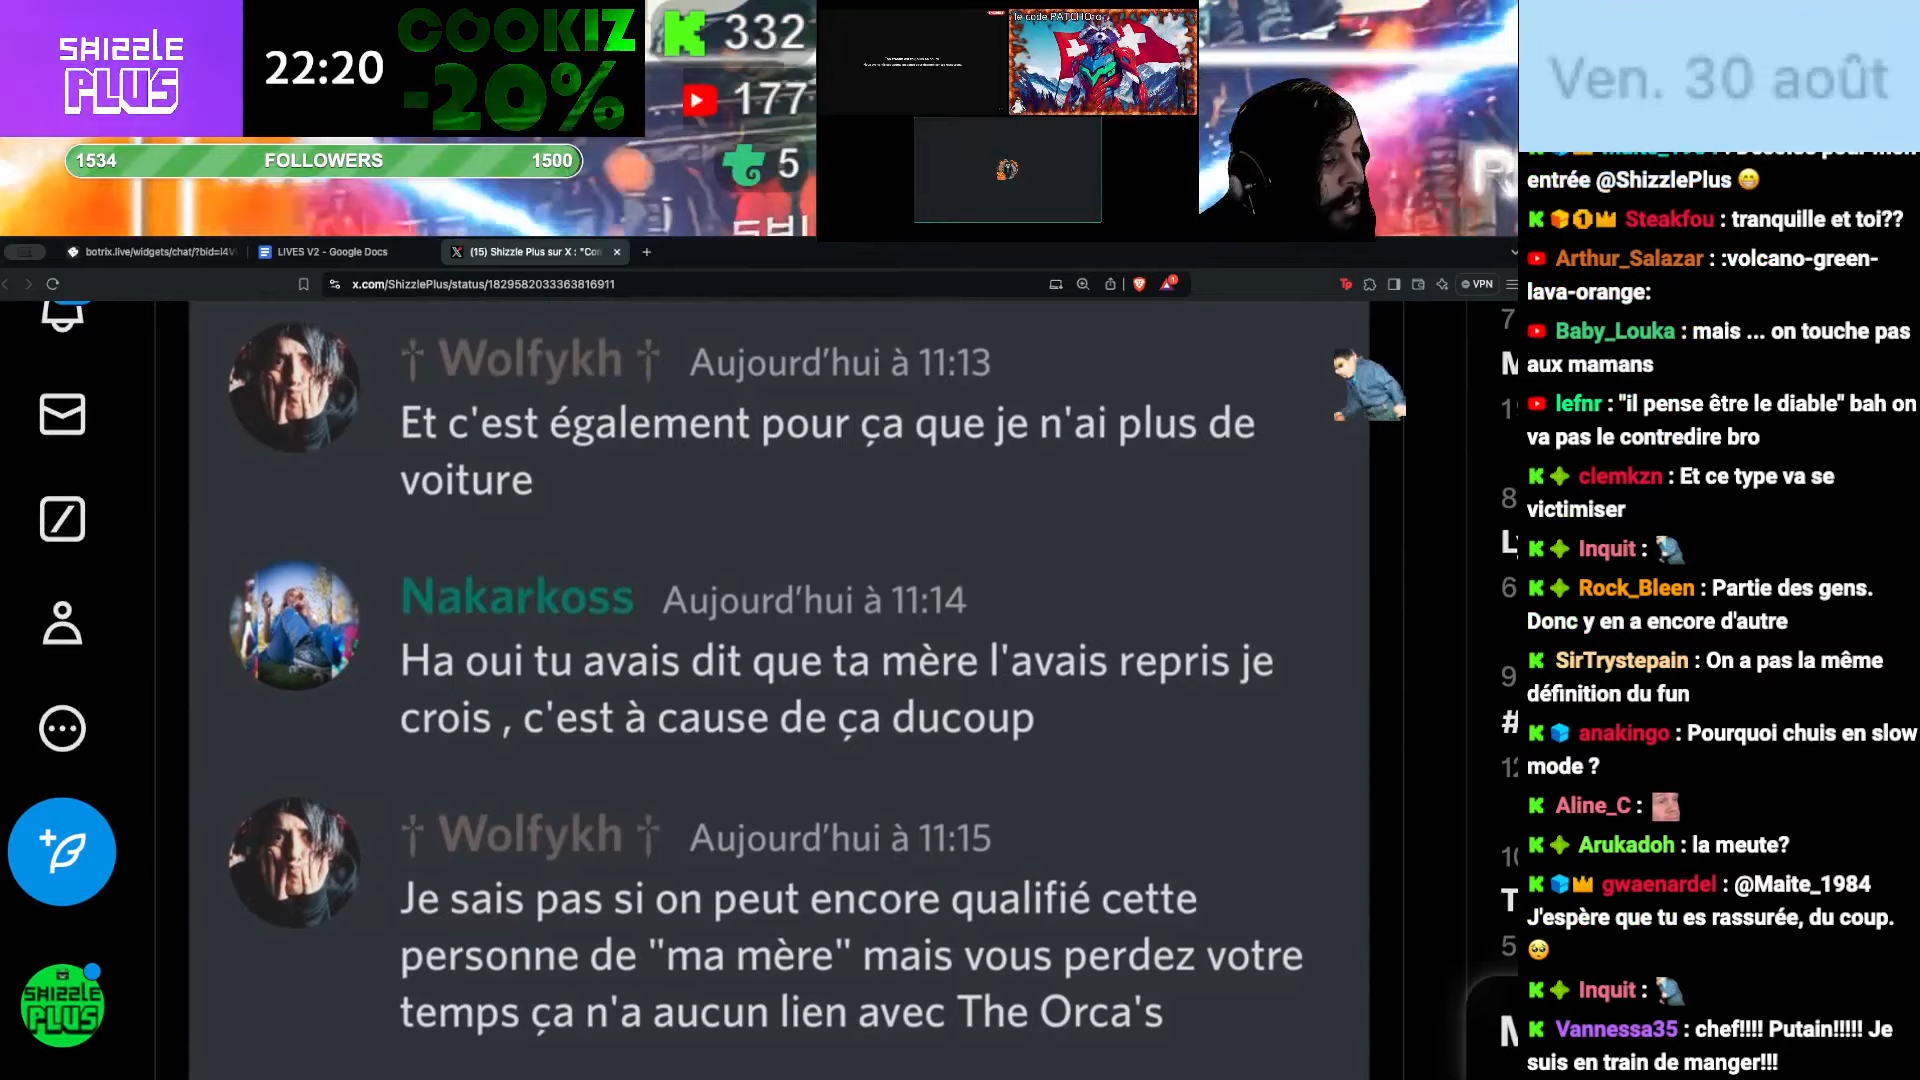 SHIZZLE
PLUS
22:20
COOKIZ
-20%
332
177
5
1534 FOLLOWERS 1500
le code PATCHO
Ven. 30 août
botrix.live/widgets/chat/?bid=l4V
LIVES V2 - Google Docs
(15) Shizzle Plus sur X : "Con
x.com/ShizzlePlus/status/1829582033363816911
VPN
† Wolfykh † Aujourd'hui à 11:13
Et c'est également pour ça que je n'ai plus de
voiture
Nakarkoss Aujourd'hui à 11:14
Ha oui tu avais dit que ta mère l'avais repris je
crois , c'est à cause de ça ducoup
† Wolfykh † Aujourd'hui à 11:15
Je sais pas si on peut encore qualifié cette
personne de "ma mère" mais vous perdez votre
temps ça n'a aucun lien avec The Orca's
SHIZZLE
PLUS
entrée @ShizzlePlus 😁
Steakfou : tranquille et toi??
Arthur_Salazar : :volcano-green-
lava-orange:
Baby_Louka : mais ... on touche pas
aux mamans
lefnr : "il pense être le diable" bah on
va pas le contredire bro
clemkzn : Et ce type va se
victimiser
Inquit :
Rock_Bleen : Partie des gens.
Donc y en a encore d'autre
SirTrystepain : On a pas la même
définition du fun
anakingo : Pourquoi chuis en slow
mode ?
Aline_C :
Arukadoh : la meute?
gwaenardel : @Maite_1984
J'espère que tu es rassurée, du coup.
🥺
Inquit :
Vannessa35 : chef!!!! Putain!!!!! Je
suis en train de manger!!!